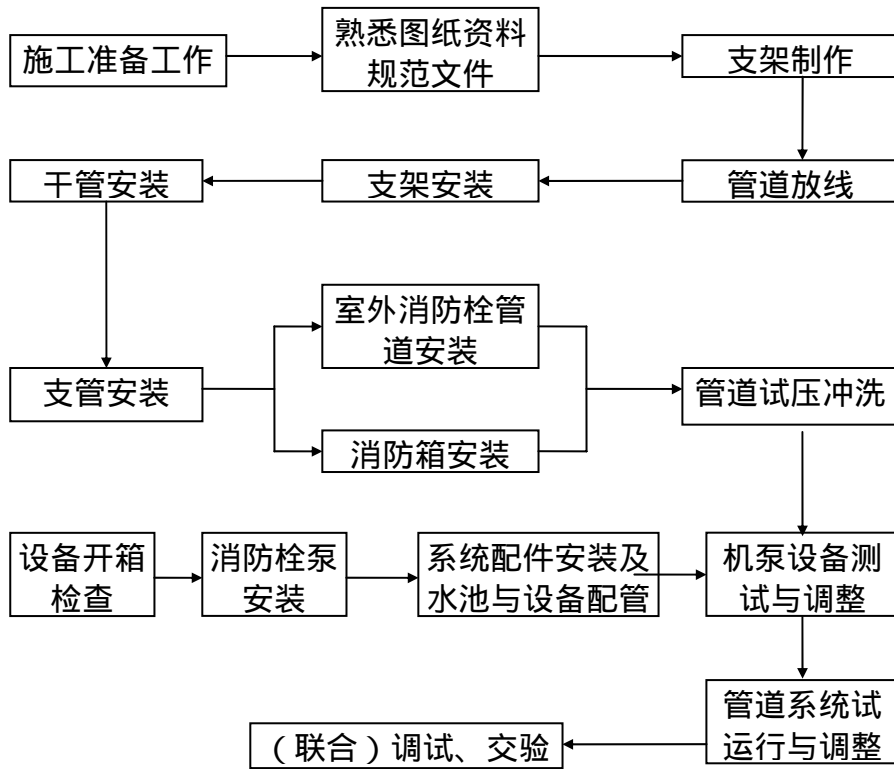 施工准备工作
熟悉图纸资料
规范文件
支架制作
干管安装
支架安装
管道放线
室外消防栓管
道安装
支管安装
管道试压冲洗
消防箱安装
设备开箱
检查
消防栓泵
安装
系统配件安装及
水池与设备配管
机泵设备测
试与调整
管道系统试
运行与调整
（联合）调试、交验